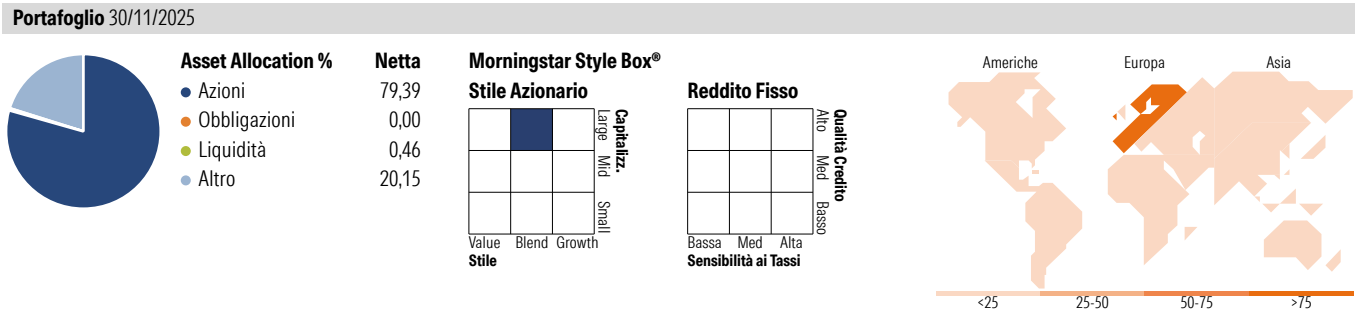 Portafoglio 30/11/2025
Asset Allocation % Netta
Azioni 79,39
Obbligazioni 0,00
Liquidità 0,46
Altro 20,15
Morningstar Style Box®
Stile Azionario
Large Mid Small
Capitalizz.
Value Blend Growth
Stile
Reddito Fisso
Alto Med Basso
Qualità Credito
Bassa Med Alta
Sensibilità ai Tassi
Americhe Europa Asia
<25 25-50 50-75 >75